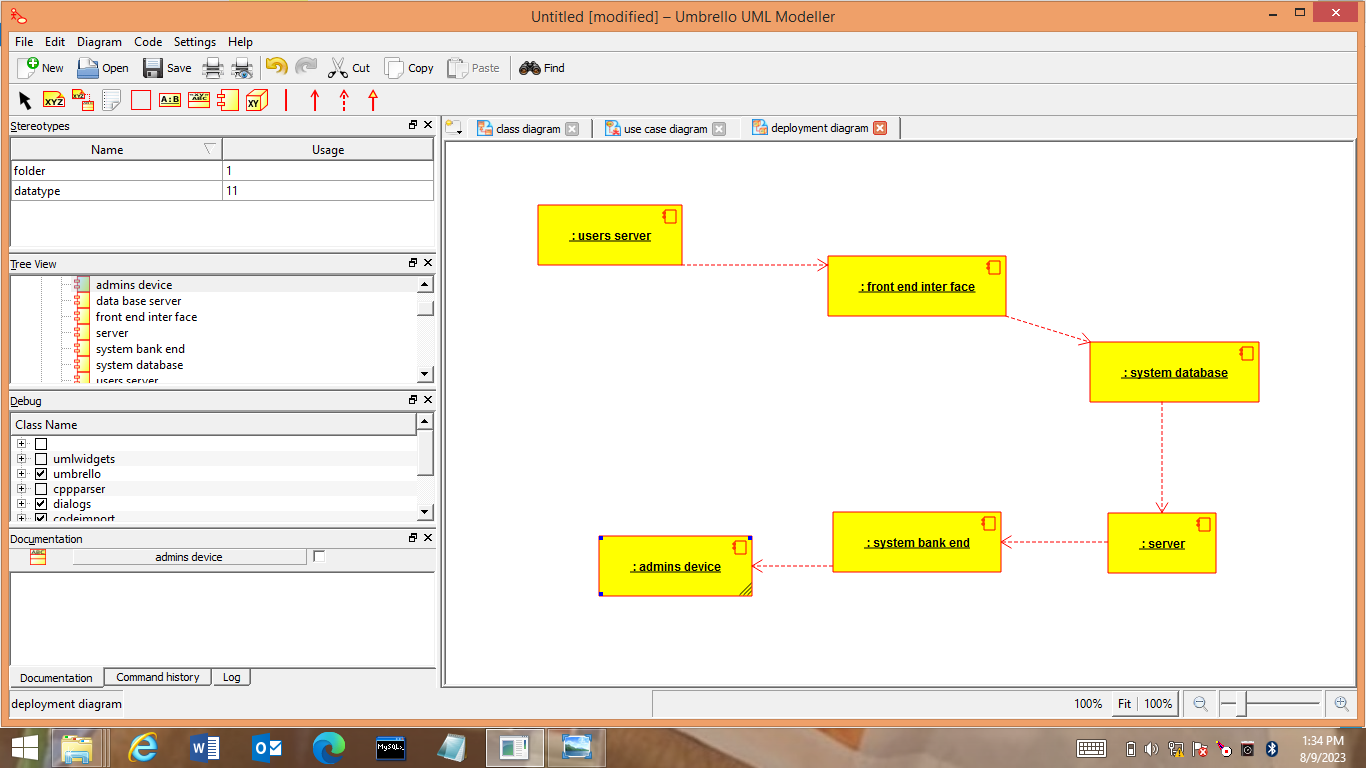 Untitled [modified] – Umbrello UML Modeller
File Edit Diagram Code Settings Help
New Open Save Cut Copy Paste Find
XYZ XYZ A:B ABC XY
Stereotypes
Name Usage
folder 1
datatype 11
Tree View
admins device
data base server
front end inter face
server
system bank end
system database
users server
Debug
Class Name
umlwidgets
umbrello
cppparser
dialogs
codeimport
Documentation
ABC admins device
Documentation Command history Log
deployment diagram
class diagram use case diagram deployment diagram
: users server
: front end inter face
: system database
: server
: system bank end
: admins device
100% Fit 100%
MySQL
1:34 PM
8/9/2023